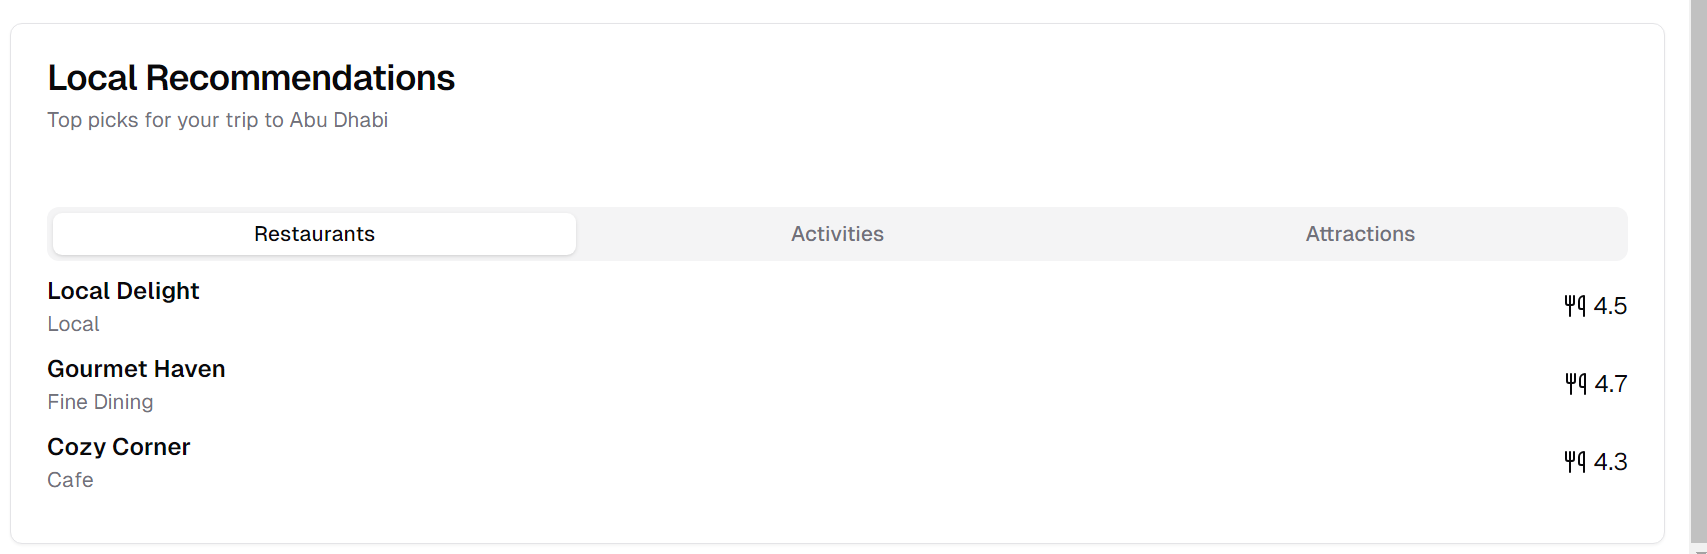 Local Recommendations
Top picks for your trip to Abu Dhabi
Restaurants
Activities
Attractions
Local Delight
Local
4.5
Gourmet Haven
Fine Dining
4.7
Cozy Corner
Cafe
4.3